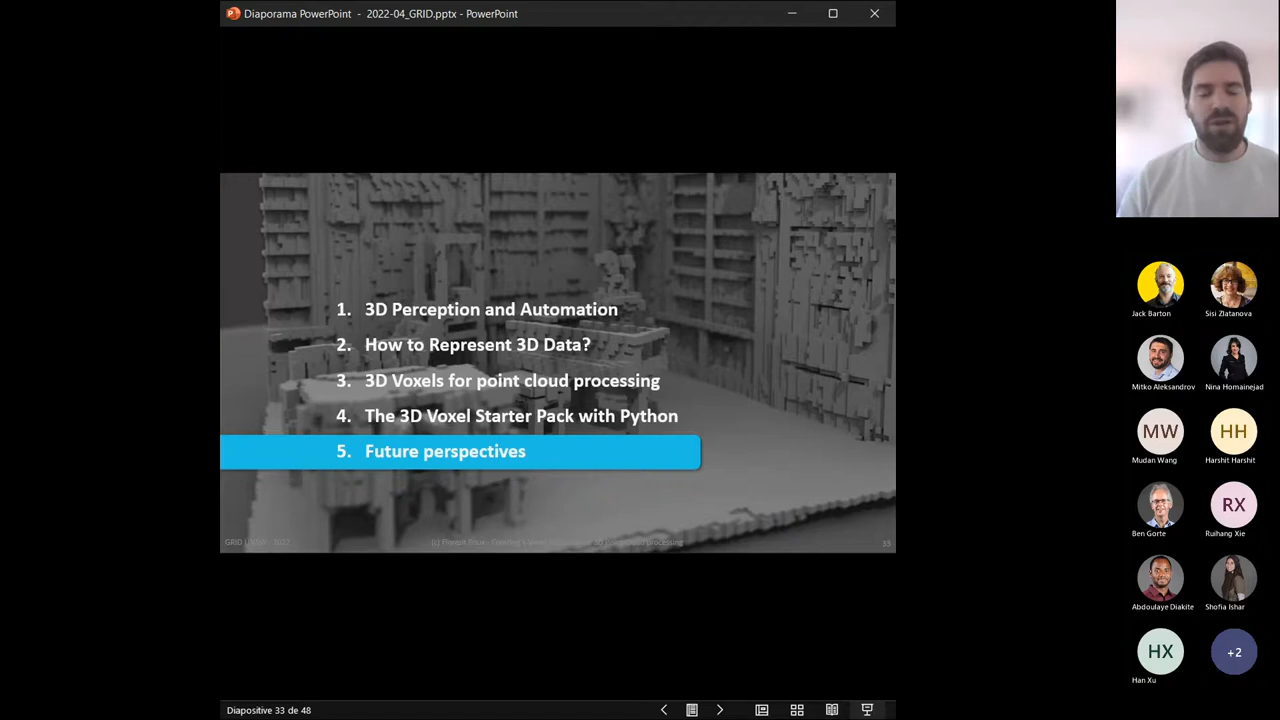 Diaporama PowerPoint - 2022-04_GRID.pptx - PowerPoint
1. 3D Perception and Automation
2. How to Represent 3D Data?
3. 3D Voxels for point cloud processing
4. The 3D Voxel Starter Pack with Python
5. Future perspectives
33
Diapositive 33 de 48
Jack Barton
Sisi Zlatanova
Mitko Aleksandrov
Nina Homainejad
MW
Mudan Wang
HH
Harshit Harshit
Ben Gorte
RX
Ruihang Xie
Abdoulaye Diakite
Shofia Ishar
HX
Han Xu
+2